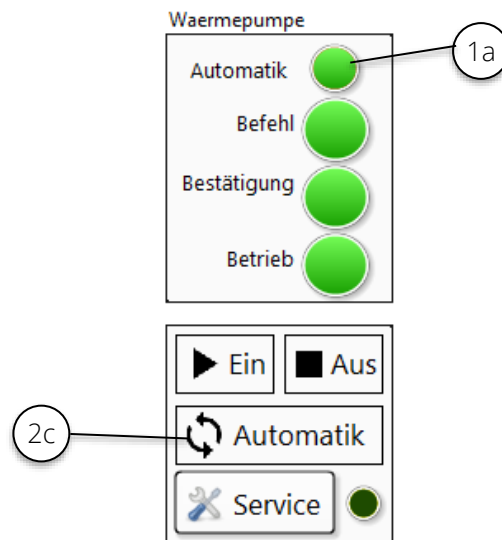 Waermepumpe
1a
Automatik
Befehl
Bestätigung
Betrieb
Ein Aus
2c
Automatik
Service